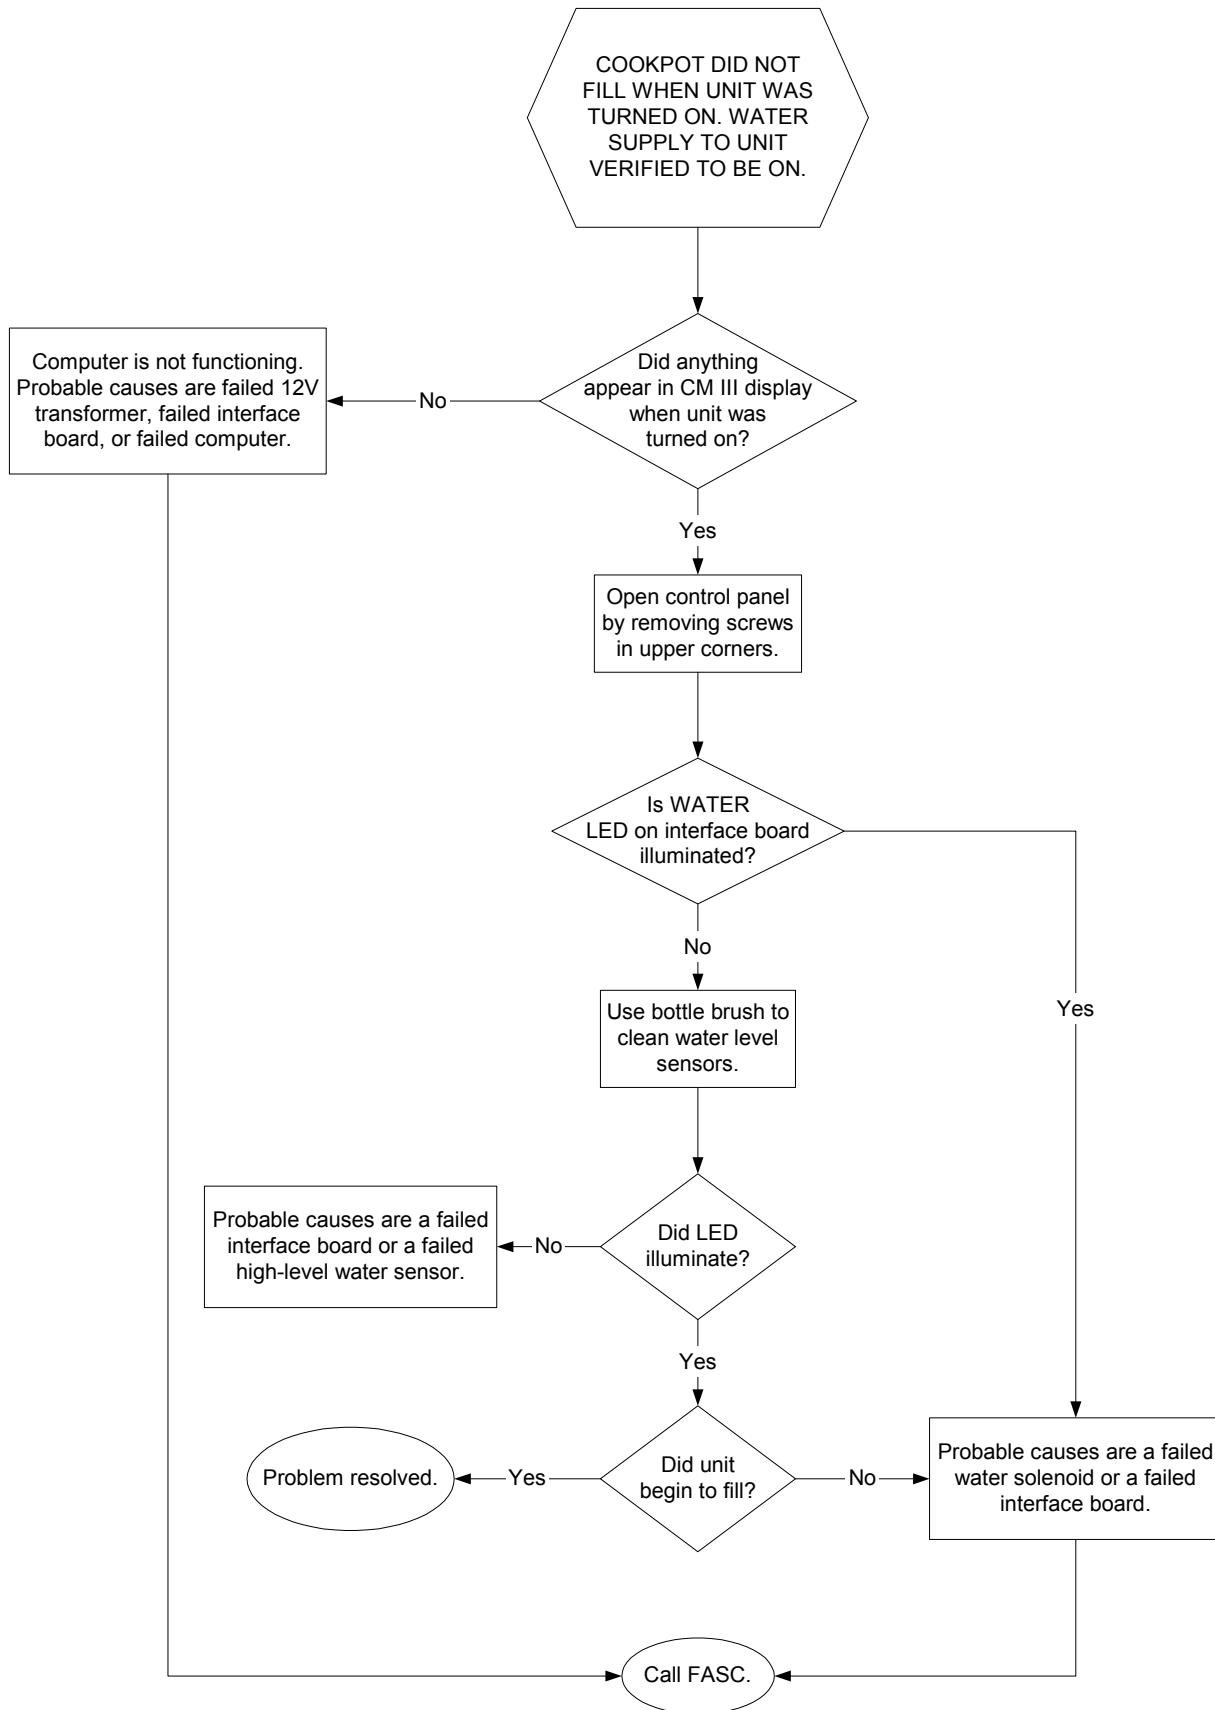 COOKPOT DID NOT
FILL WHEN UNIT WAS
TURNED ON. WATER
SUPPLY TO UNIT
VERIFIED TO BE ON.
Computer is not functioning.
Probable causes are failed 12V
transformer, failed interface
board, or failed computer.
No
Did anything
appear in CM III display
when unit was
turned on?
Yes
Open control panel
by removing screws
in upper corners.
Is WATER
LED on interface board
illuminated?
No
Yes
Use bottle brush to
clean water level
sensors.
Probable causes are a failed
interface board or a failed
high-level water sensor.
No
Did LED
illuminate?
Yes
Problem resolved.
Yes
Did unit
begin to fill?
No
Probable causes are a failed
water solenoid or a failed
interface board.
Call FASC.